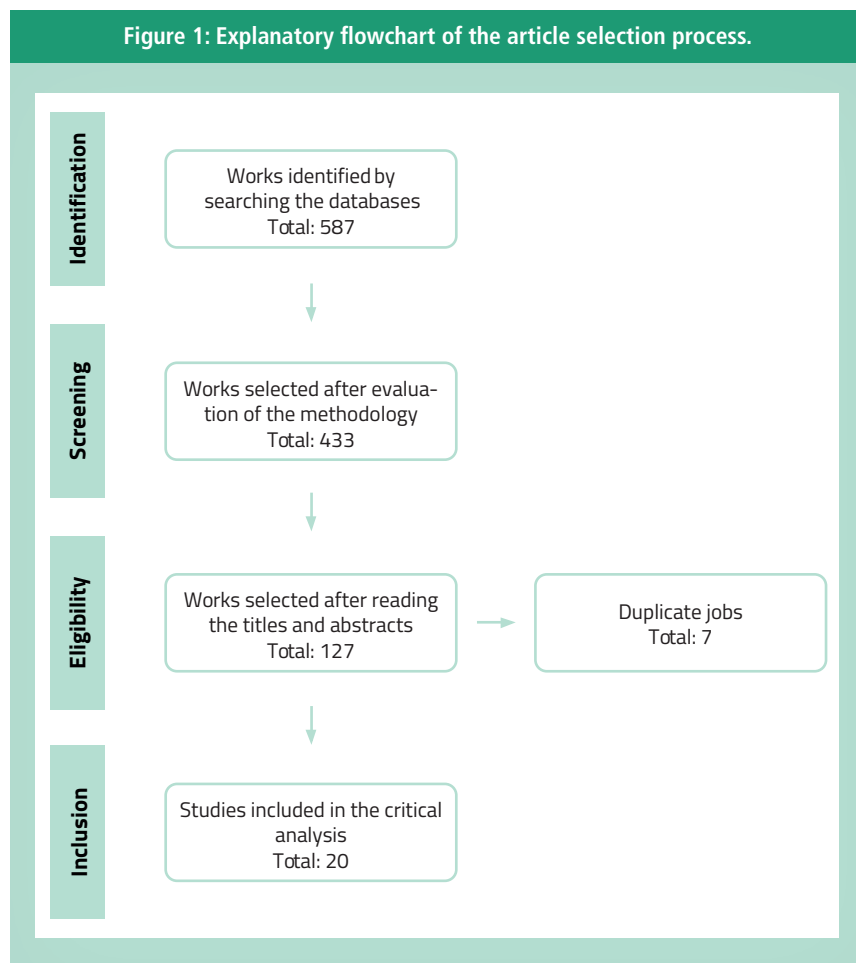 Figure 1: Explanatory flowchart of the article selection process.
Identification
Works identified by
searching the databases
Total: 587
Screening
Works selected after evalua-
tion of the methodology
Total: 433
Eligibility
Works selected after reading
the titles and abstracts
Total: 127
Duplicate jobs
Total: 7
Inclusion
Studies included in the critical
analysis
Total: 20